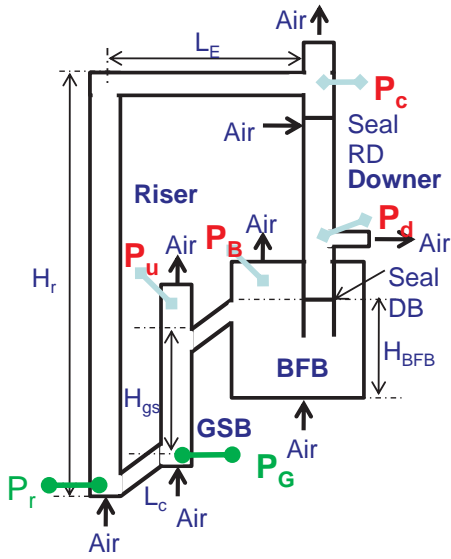 Air
L_E
P_c
Air
Seal
RD
Downer
Riser
P_d
Air
P_B
P_u
Air
Air
H_r
Seal
DB
H_BFB
BFB
H_gs
GSB
Air
P_G
P_r
L_c
Air
Air